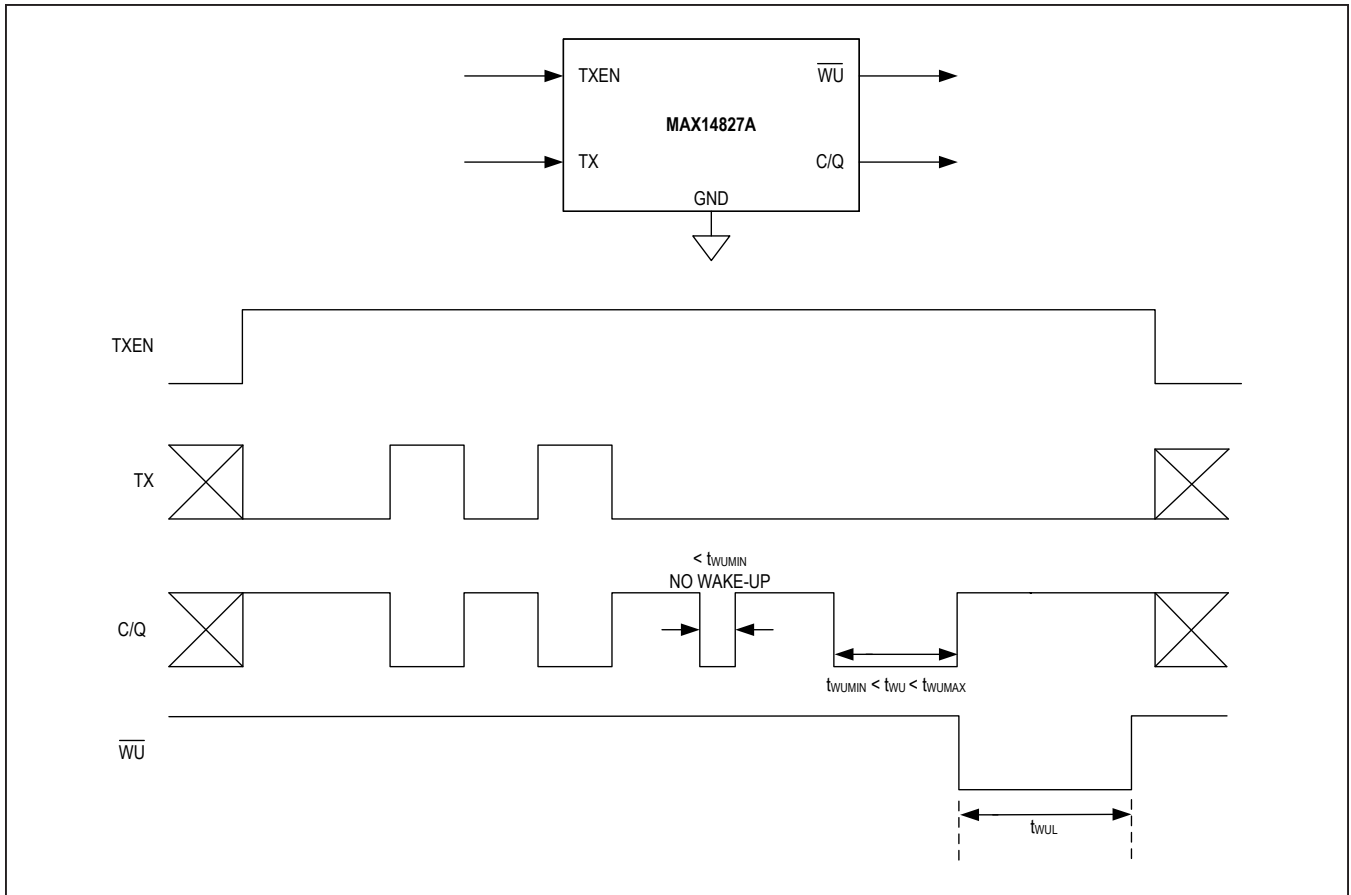 TXEN
WU
MAX14827A
TX
C/Q
GND
TXEN
TX
< tWUMIN
NO WAKE-UP
C/Q
tWUMIN < tWU < tWUMAX
WU
tWUL